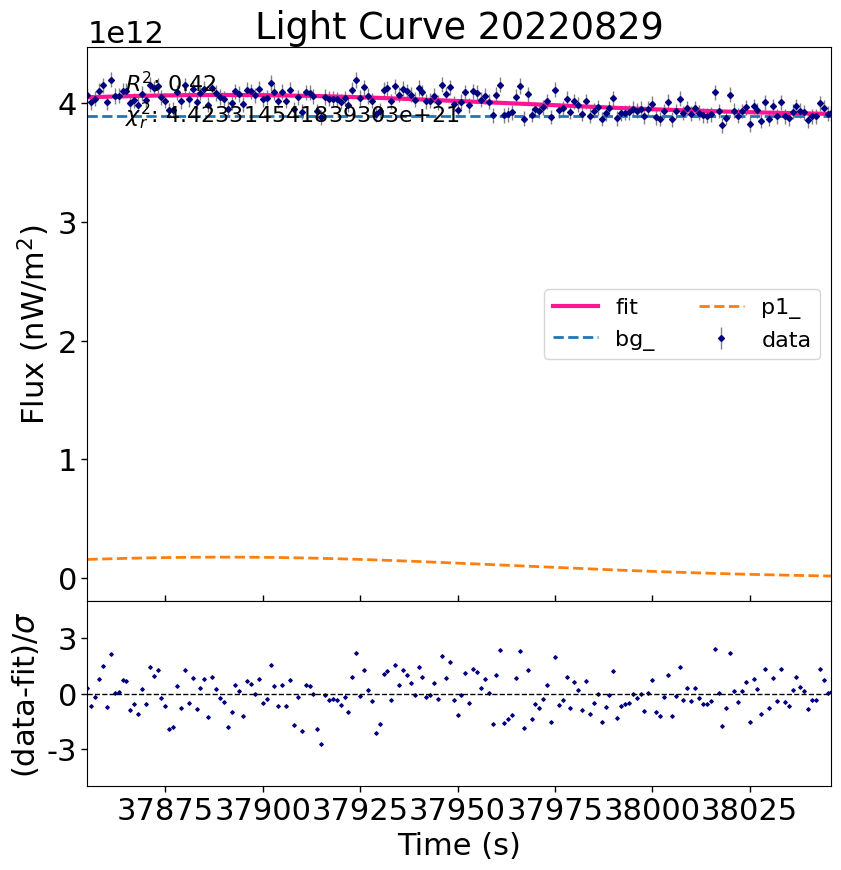 Light Curve 20220829
1e12
R²: 0.42
χ²ᵣ: 4.423314541839303e+21
4
3
2
1
0
Flux (nW/m²)
fit
bg_
p1_
data
3
0
-3
(data-fit)/σ
37875 37900 37925 37950 37975 38000 38025
Time (s)